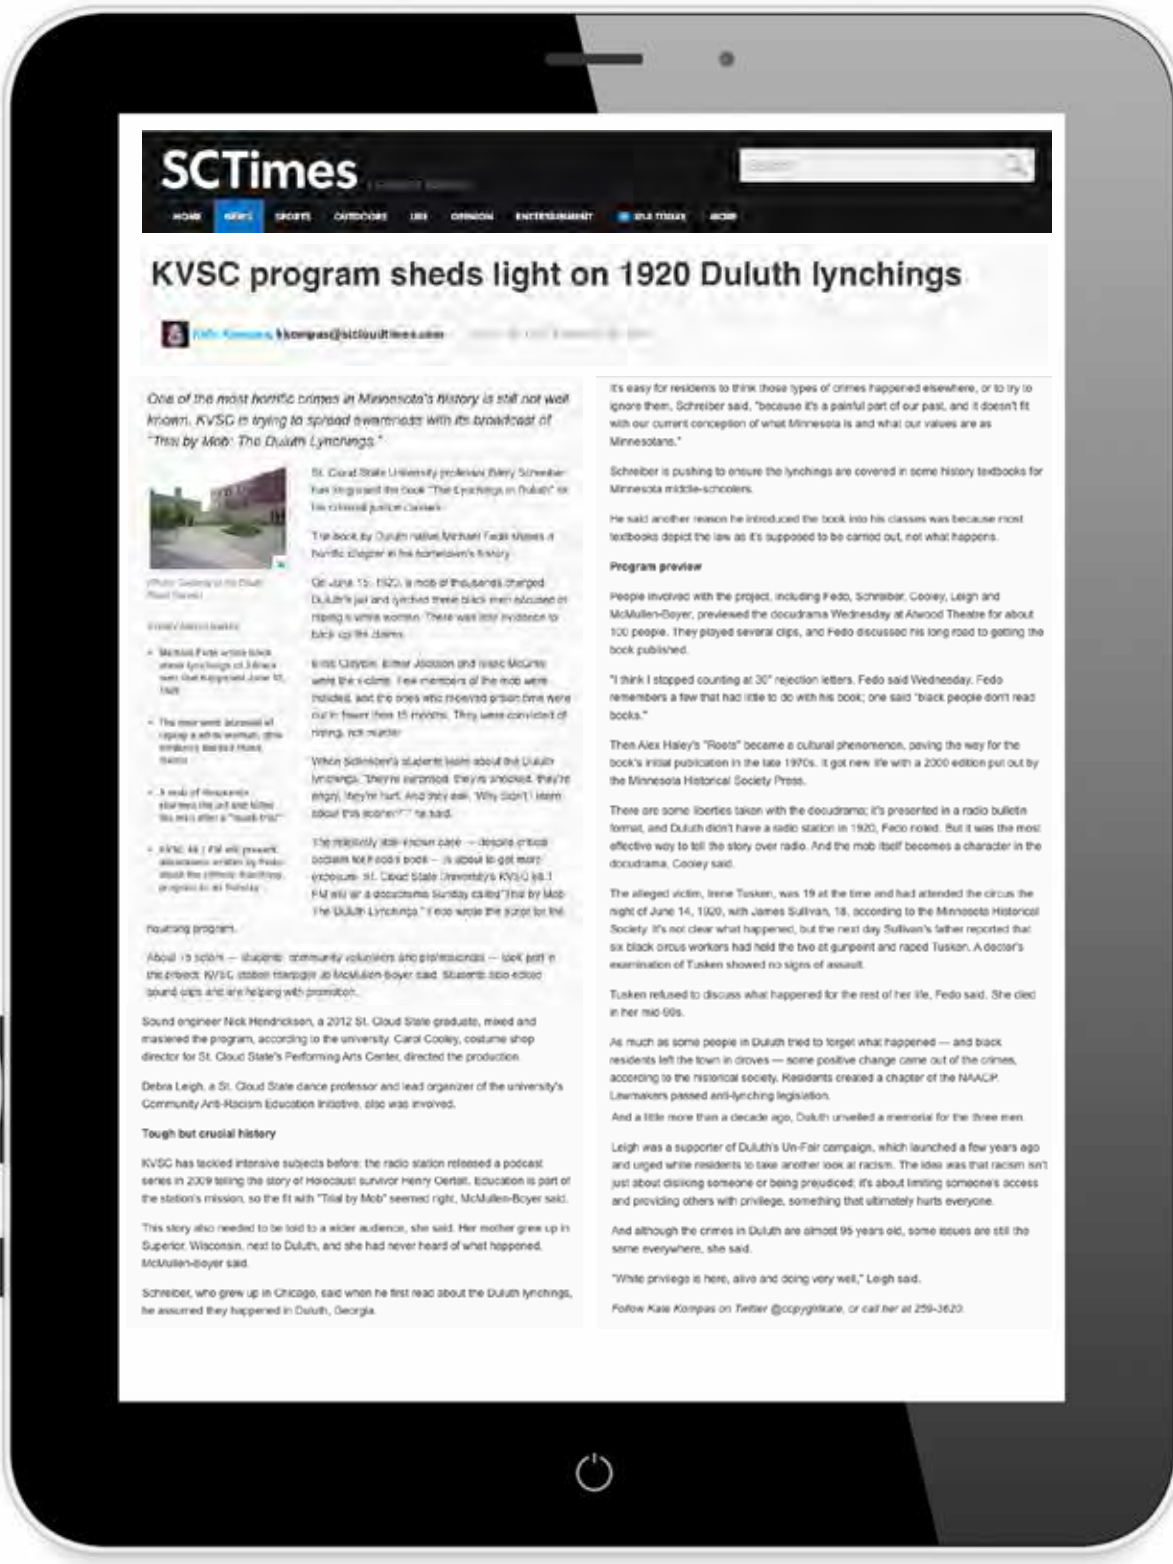 SCTimes
HOME NEWS SPORTS OUTDOORS LIFE OPINION ENTERTAINMENT USA TODAY MORE
KVSC program sheds light on 1920 Duluth lynchings
Kate Kompas, kkompas@stcloudtimes.com
One of the most horrific crimes in Minnesota's history is still not well
known. KVSC is trying to spread awareness with its broadcast of
"Trial by Mob: The Duluth Lynchings."
St. Cloud State University professor Barry Schreiber
has long used the book "The Lynchings in Duluth" in
his criminal justice classes.
The book by Duluth native Michael Fedo shares a
horrific chapter in his hometown's history.
On June 15, 1920, a mob of thousands charged
Duluth's jail and lynched three black men accused of
raping a white woman. There was little evidence to
back up the claims.
Elias Clayton, Elmer Jackson and Isaac McGhie
were the victims. Few members of the mob were
indicted, and the ones who received prison time were
out in fewer than 15 months. They were convicted of
rioting, not murder.
When Schreiber's students learn about the Duluth
lynchings, "they're surprised, they're shocked, they're
angry, they're hurt. And they ask, 'Why didn't I learn
about this sooner?'" he said.
The relatively little-known case — despite critical
acclaim for Fedo's book — is about to get more
exposure. St. Cloud State University's KVSC 88.1
FM will air a docudrama Sunday called "Trial by Mob:
The Duluth Lynchings." Fedo wrote the script for the
hourlong program.
About 15 actors — students, community volunteers and professionals — took part in
the project, KVSC station manager Jo McMullen-Boyer said. Students also edited
sound clips and are helping with promotion.
Sound engineer Nick Hendrickson, a 2012 St. Cloud State graduate, mixed and
mastered the program, according to the university. Carol Cooley, costume shop
director for St. Cloud State's Performing Arts Center, directed the production.
Debra Leigh, a St. Cloud State dance professor and lead organizer of the university's
Community Anti-Racism Education Initiative, also was involved.
Tough but crucial history
KVSC has tackled intensive subjects before: the radio station released a podcast
series in 2009 telling the story of Holocaust survivor Henry Oertelt. Education is part of
the station's mission, so the fit with "Trial by Mob" seemed right, McMullen-Boyer said.
This story also needed to be told to a wider audience, she said. Her mother grew up in
Superior, Wisconsin, next to Duluth, and she had never heard of what happened,
McMullen-Boyer said.
Schreiber, who grew up in Chicago, said when he first read about the Duluth lynchings,
he assumed they happened in Duluth, Georgia.
It's easy for residents to think those types of crimes happened elsewhere, or to try to
ignore them, Schreiber said, "because it's a painful part of our past, and it doesn't fit
with our current conception of what Minnesota is and what our values are as
Minnesotans."
Schreiber is pushing to ensure the lynchings are covered in some history textbooks for
Minnesota middle-schoolers.
He said another reason he introduced the book into his classes was because most
textbooks depict the law as it's supposed to be carried out, not what happens.
Program preview
People involved with the project, including Fedo, Schreiber, Cooley, Leigh and
McMullen-Boyer, previewed the docudrama Wednesday at Atwood Theatre for about
100 people. They played several clips, and Fedo discussed his long road to getting the
book published.
"I think I stopped counting at 30" rejection letters, Fedo said Wednesday. Fedo
remembers a few that had little to do with his book; one said "black people don't read
books."
Then Alex Haley's "Roots" became a cultural phenomenon, paving the way for the
book's initial publication in the late 1970s. It got new life with a 2000 edition put out by
the Minnesota Historical Society Press.
There are some liberties taken with the docudrama; it's presented in a radio bulletin
format, and Duluth didn't have a radio station in 1920, Fedo noted. But it was the most
effective way to tell the story over radio. And the mob itself becomes a character in the
docudrama, Cooley said.
The alleged victim, Irene Tusken, was 19 at the time and had attended the circus the
night of June 14, 1920, with James Sullivan, 18, according to the Minnesota Historical
Society. It's not clear what happened, but the next day Sullivan's father reported that
six black circus workers had held the two at gunpoint and raped Tusken. A doctor's
examination of Tusken showed no signs of assault.
Tusken refused to discuss what happened for the rest of her life, Fedo said. She died
in her mid-90s.
As much as some people in Duluth tried to forget what happened — and black
residents left the town in droves — some positive change came out of the crimes,
according to the historical society. Residents created a chapter of the NAACP.
Lawmakers passed anti-lynching legislation.
And a little more than a decade ago, Duluth unveiled a memorial for the three men.
Leigh was a supporter of Duluth's Un-Fair campaign, which launched a few years ago
and urged white residents to take another look at racism. The idea was that racism isn't
just about disliking someone or being prejudiced; it's about limiting someone's access
and providing others with privilege, something that ultimately hurts everyone.
And although the crimes in Duluth are almost 95 years old, some issues are still the
same everywhere, she said.
"White privilege is here, alive and doing very well," Leigh said.
Follow Kate Kompas on Twitter @copygirlkate, or call her at 259-3623.